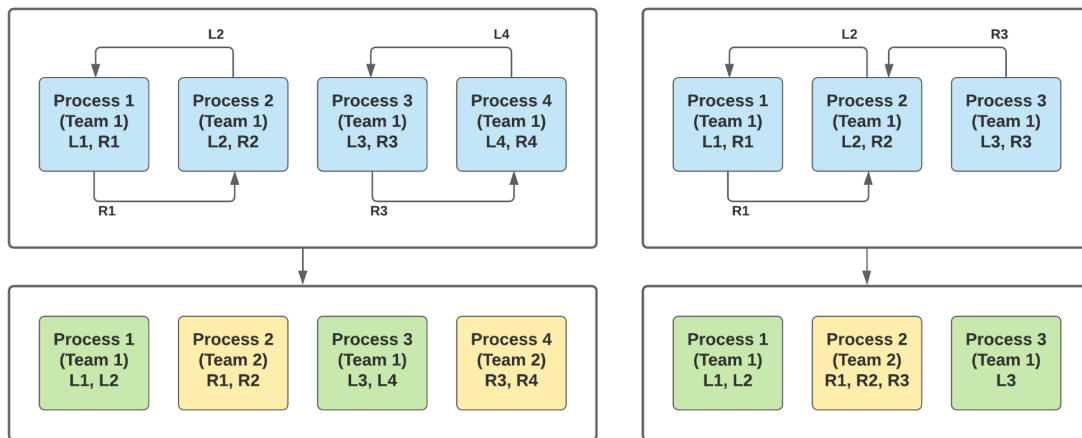 L2
L4
Process 1
(Team 1)
L1, R1
Process 2
(Team 1)
L2, R2
Process 3
(Team 1)
L3, R3
Process 4
(Team 1)
L4, R4
R1
R3
Process 1
(Team 1)
L1, L2
Process 2
(Team 2)
R1, R2
Process 3
(Team 1)
L3, L4
Process 4
(Team 2)
R3, R4
L2
R3
Process 1
(Team 1)
L1, R1
Process 2
(Team 1)
L2, R2
Process 3
(Team 1)
L3, R3
R1
Process 1
(Team 1)
L1, L2
Process 2
(Team 2)
R1, R2, R3
Process 3
(Team 1)
L3